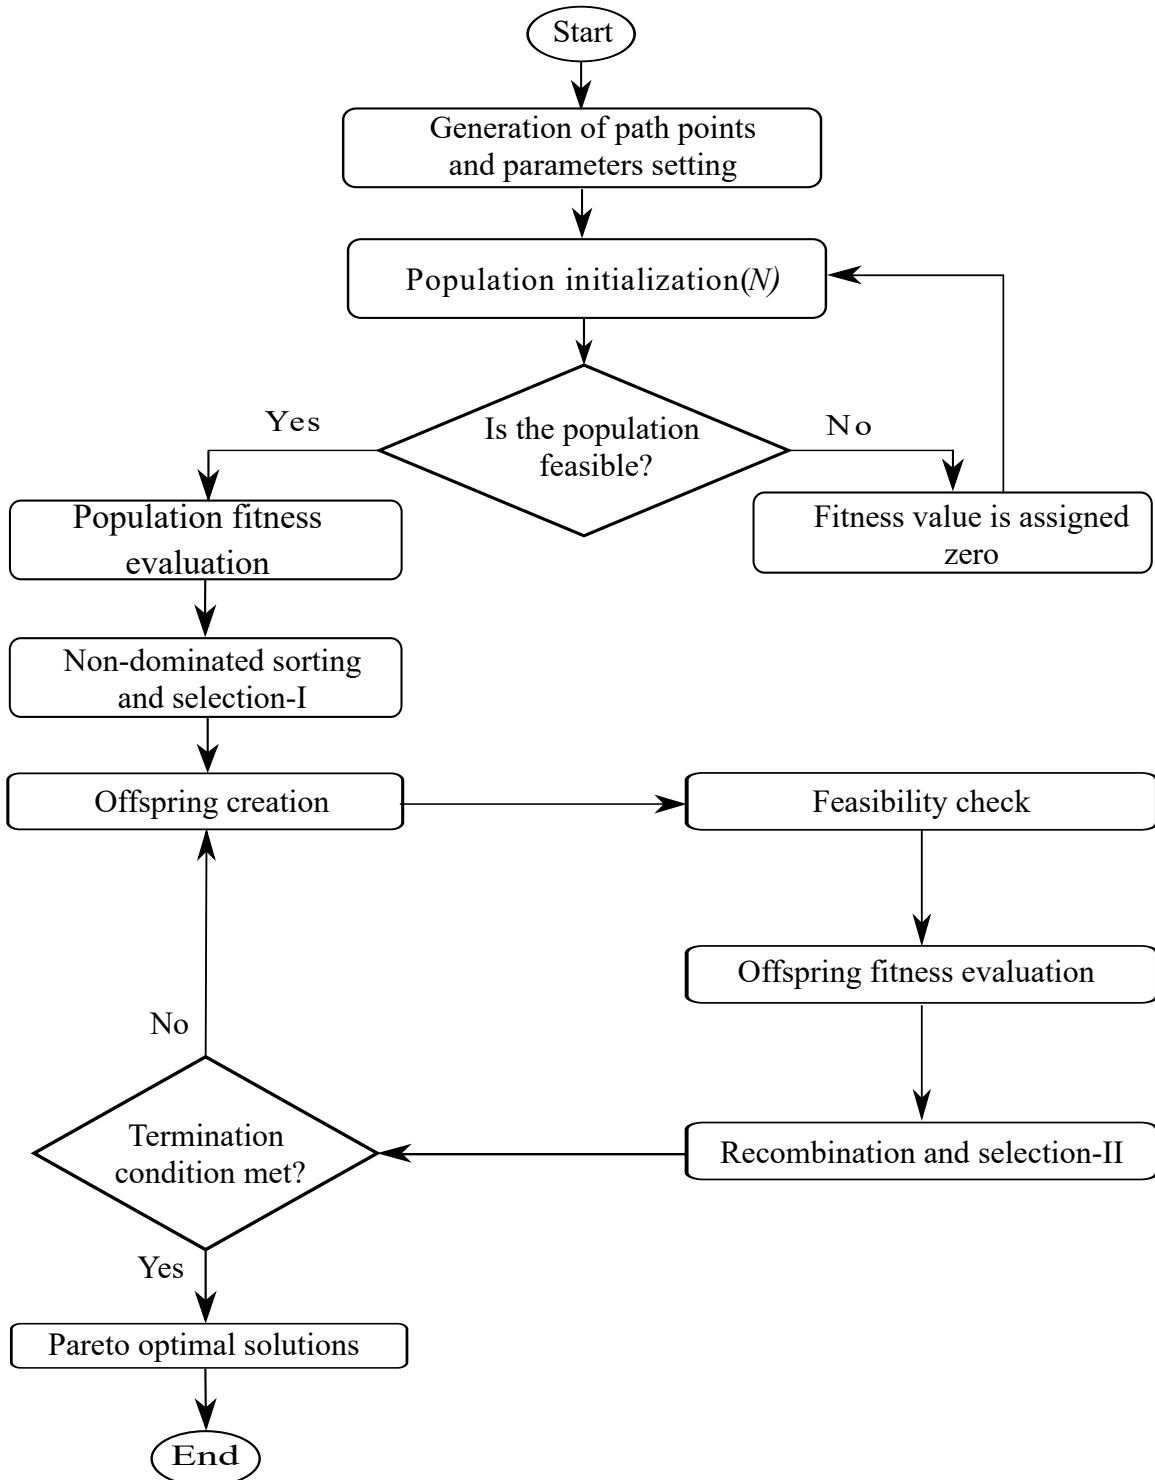 Start
Generation of path points
and parameters setting
Population initialization(N)
Is the population
feasible?
Yes
No
Population fitness
evaluation
Fitness value is assigned
zero
Non-dominated sorting
and selection-I
Offspring creation
Feasibility check
Offspring fitness evaluation
Recombination and selection-II
No
Termination
condition met?
Yes
Pareto optimal solutions
End